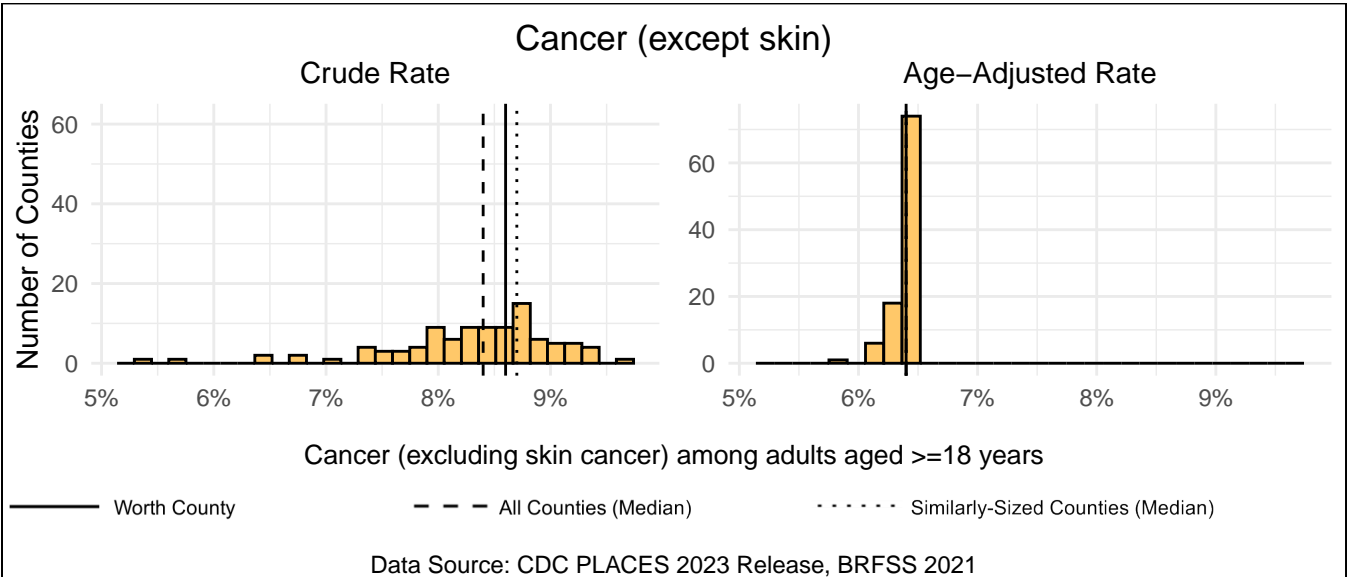 Cancer (except skin)
Crude Rate
Age−Adjusted Rate
Number of Counties
60
40
20
0
5%
6%
7%
8%
9%
60
40
20
0
5%
6%
7%
8%
9%
Cancer (excluding skin cancer) among adults aged >=18 years
Worth County
All Counties (Median)
Similarly-Sized Counties (Median)
Data Source: CDC PLACES 2023 Release, BRFSS 2021